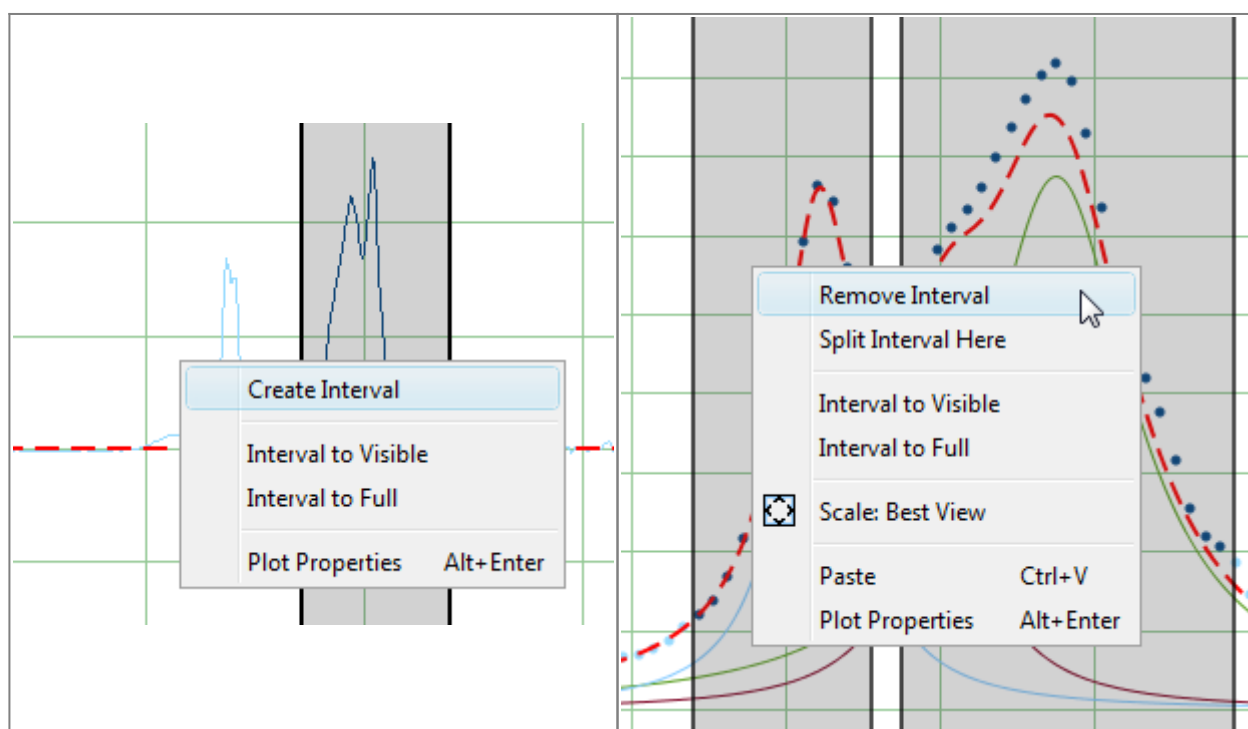 Create Interval
Interval to Visible
Interval to Full
Plot Properties Alt+Enter
Remove Interval
Split Interval Here
Interval to Visible
Interval to Full
Scale: Best View
Paste Ctrl+V
Plot Properties Alt+Enter